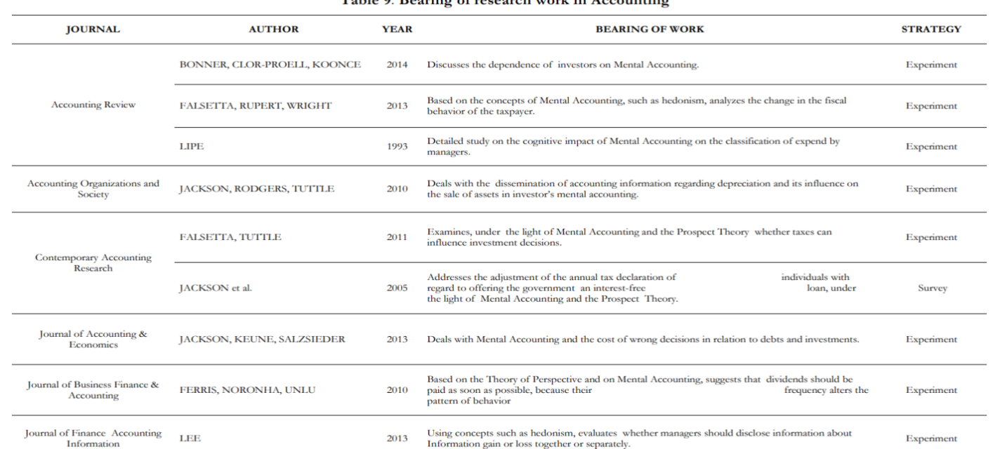 Table 9. Bearing of research work in Accounting
JOURNAL AUTHOR YEAR BEARING OF WORK STRATEGY
Accounting Review
BONNER, CLOR-PROELL, KOONCE 2014 Discusses the dependence of investors on Mental Accounting. Experiment
FALSETTA, RUPERT, WRIGHT 2013 Based on the concepts of Mental Accounting, such as hedonism, analyzes the change in the fiscal
behavior of the taxpayer. Experiment
LIPE 1993 Detailed study on the cognitive impact of Mental Accounting on the classification of expend by
managers. Experiment
Accounting Organizations and
Society
JACKSON, RODGERS, TUTTLE 2010 Deals with the dissemination of accounting information regarding depreciation and its influence on
the sale of assets in investor's mental accounting. Experiment
Contemporary Accounting
Research
FALSETTA, TUTTLE 2011 Examines, under the light of Mental Accounting and the Prospect Theory whether taxes can
influence investment decisions. Experiment
JACKSON et al. 2005 Addresses the adjustment of the annual tax declaration of individuals with
regard to offering the government an interest-free loan, under
the light of Mental Accounting and the Prospect Theory. Survey
Journal of Accounting &
Economics
JACKSON, KEUNE, SALZSIEDER 2013 Deals with Mental Accounting and the cost of wrong decisions in relation to debts and investments. Experiment
Journal of Business Finance &
Accounting
FERRIS, NORONHA, UNLU 2010 Based on the Theory of Perspective and on Mental Accounting, suggests that dividends should be
paid as soon as possible, because their frequency alters the
pattern of behavior Experiment
Journal of Finance Accounting
Information
LEE 2013 Using concepts such as hedonism, evaluates whether managers should disclose information about
Information gain or loss together or separately. Experiment